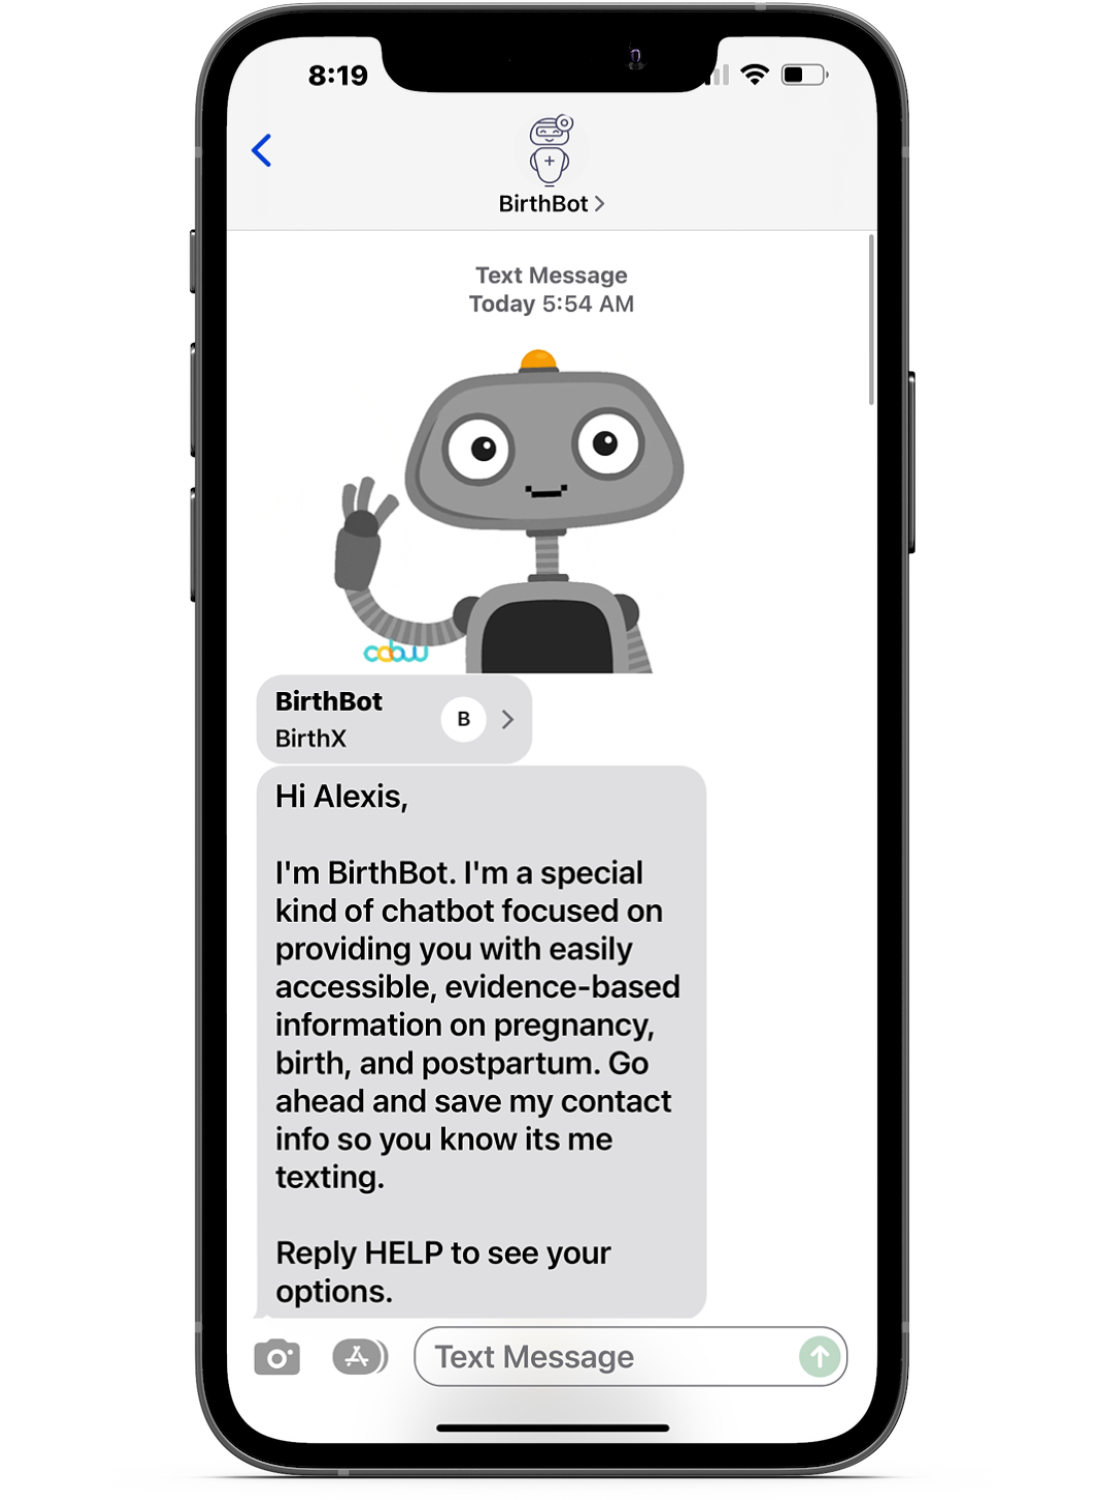 8:19
BirthBot
Text Message
Today 5:54 AM
BirthBot
BirthX
B
Hi Alexis,
I'm BirthBot. I'm a special
kind of chatbot focused on
providing you with easily
accessible, evidence-based
information on pregnancy,
birth, and postpartum. Go
ahead and save my contact
info so you know its me
texting.
Reply HELP to see your
options.
Text Message